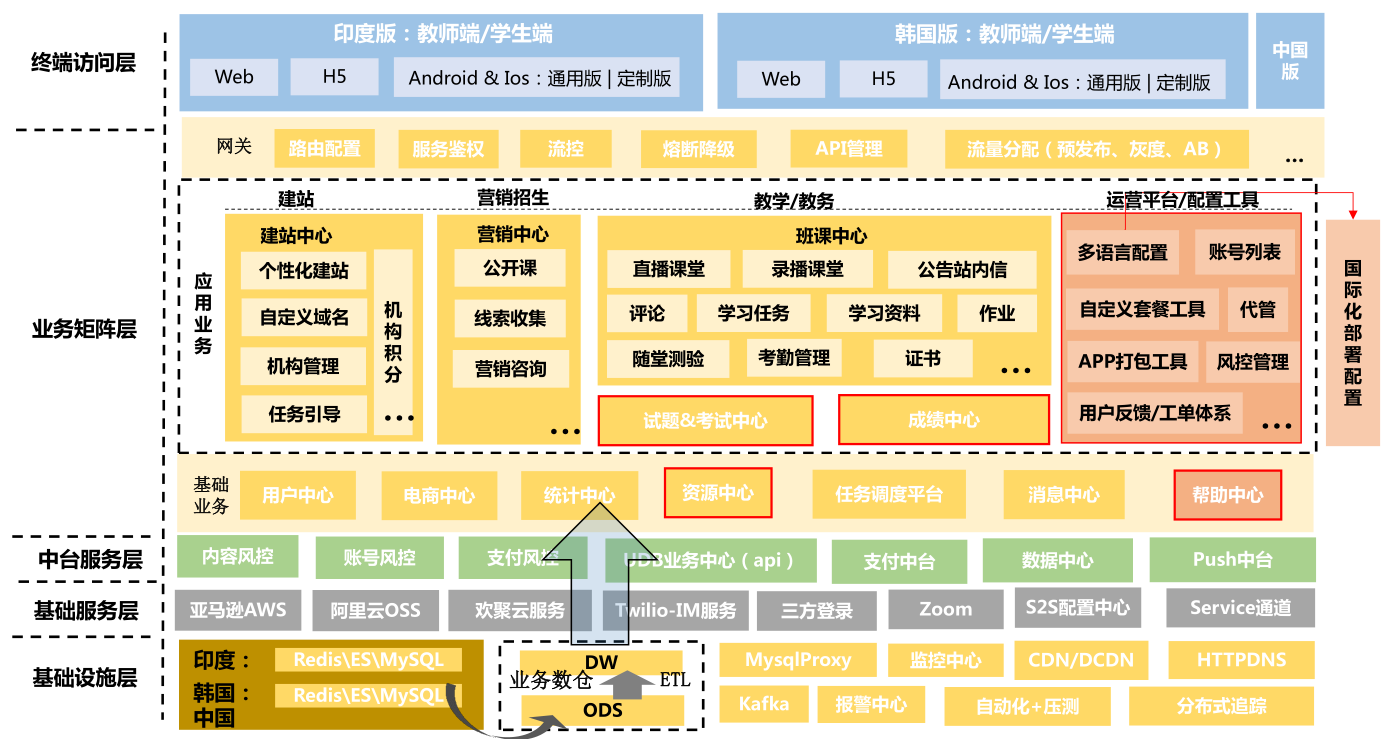 终端访问层
印度版：教师端/学生端
Web
H5
Android & Ios：通用版 | 定制版
韩国版：教师端/学生端
Web
H5
Android & Ios：通用版 | 定制版
中国
版
业务矩阵层
网关
路由配置
服务鉴权
流控
熔断降级
API管理
流量分配（预发布、灰度、AB）
...
应用业务
建站
建站中心
个性化建站
自定义域名
机构管理
任务引导
机构积分
...
营销招生
营销中心
公开课
线索收集
营销咨询
...
教学/教务
班课中心
直播课堂
录播课堂
公告站内信
评论
学习任务
学习资料
作业
随堂测验
考勤管理
证书
...
试题&考试中心
成绩中心
运营平台/配置工具
多语言配置
账号列表
自定义套餐工具
代管
APP打包工具
风控管理
用户反馈/工单体系
...
国际化部署配置
基础
业务
用户中心
电商中心
统计中心
资源中心
任务调度平台
消息中心
帮助中心
中台服务层
内容风控
账号风控
支付风控
UDB业务中心（api）
支付中台
数据中心
Push中台
基础服务层
亚马逊AWS
阿里云OSS
欢聚云服务
Twilio-IM服务
三方登录
Zoom
S2S配置中心
Service通道
基础设施层
印度：
Redis\ES\MySQL
韩国：
Redis\ES\MySQL
中国
DW
业务数仓
ETL
ODS
MysqlProxy
监控中心
CDN/DCDN
HTTPDNS
Kafka
报警中心
自动化+压测
分布式追踪